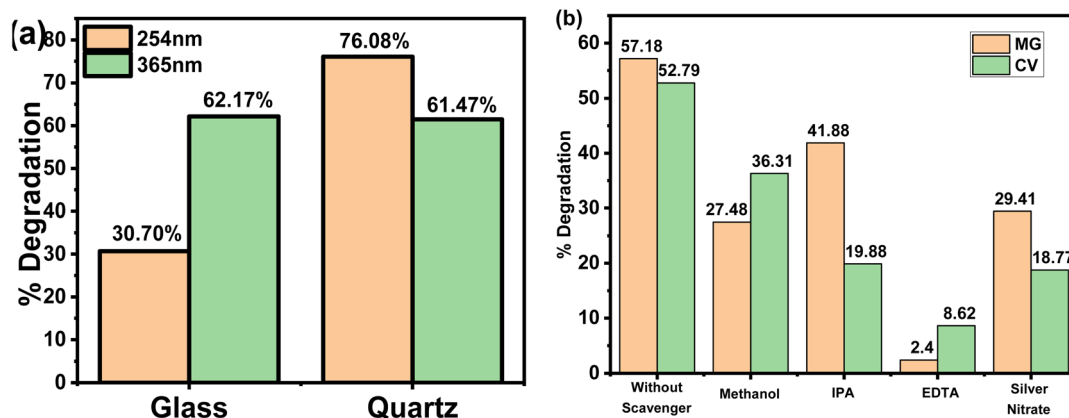 (a)
254nm
365nm
% Degradation
80
70
60
50
40
30
20
10
0
30.70%
62.17%
76.08%
61.47%
Glass
Quartz
(b)
MG
CV
% Degradation
60
50
40
30
20
10
0
57.18
52.79
27.48
36.31
41.88
19.88
2.4
8.62
29.41
18.77
Without
Scavenger
Methanol
IPA
EDTA
Silver
Nitrate